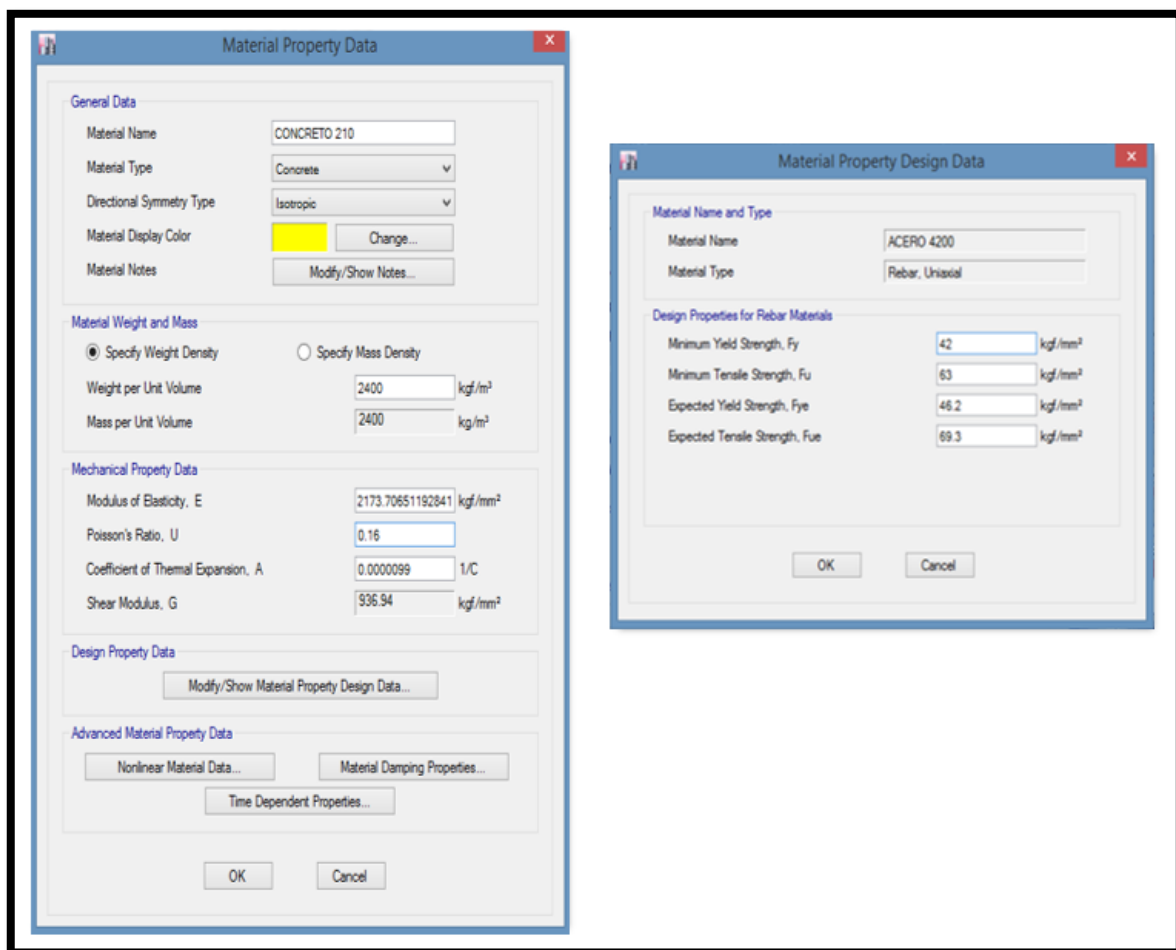 Material Property Data
X
General Data
Material Name CONCRETO 210
Material Type Concrete
Directional Symmetry Type Isotropic
Material Display Color Change...
Material Notes Modify/Show Notes...
Material Weight and Mass
Specify Weight Density Specify Mass Density
Weight per Unit Volume 2400 kgf/m³
Mass per Unit Volume 2400 kg/m³
Mechanical Property Data
Modulus of Elasticity, E 2173.70651192841 kgf/mm²
Poisson's Ratio, U 0.16
Coefficient of Thermal Expansion, A 0.0000099 1/C
Shear Modulus, G 936.94 kgf/mm²
Design Property Data
Modify/Show Material Property Design Data...
Advanced Material Property Data
Nonlinear Material Data... Material Damping Properties...
Time Dependent Properties...
OK Cancel
Material Property Design Data
X
Material Name and Type
Material Name ACERO 4200
Material Type Rebar, Uniaxial
Design Properties for Rebar Materials
Minimum Yield Strength, Fy 42 kgf/mm²
Minimum Tensile Strength, Fu 63 kgf/mm²
Expected Yield Strength, Fye 46.2 kgf/mm²
Expected Tensile Strength, Fue 69.3 kgf/mm²
OK Cancel